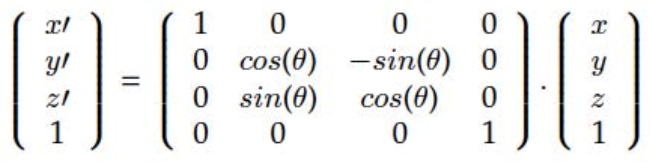 x′ 1 0 0 0 x
y′ 0 cos(θ) −sin(θ) 0 y
z′ = 0 sin(θ) cos(θ) 0 . z
1 0 0 0 1 1